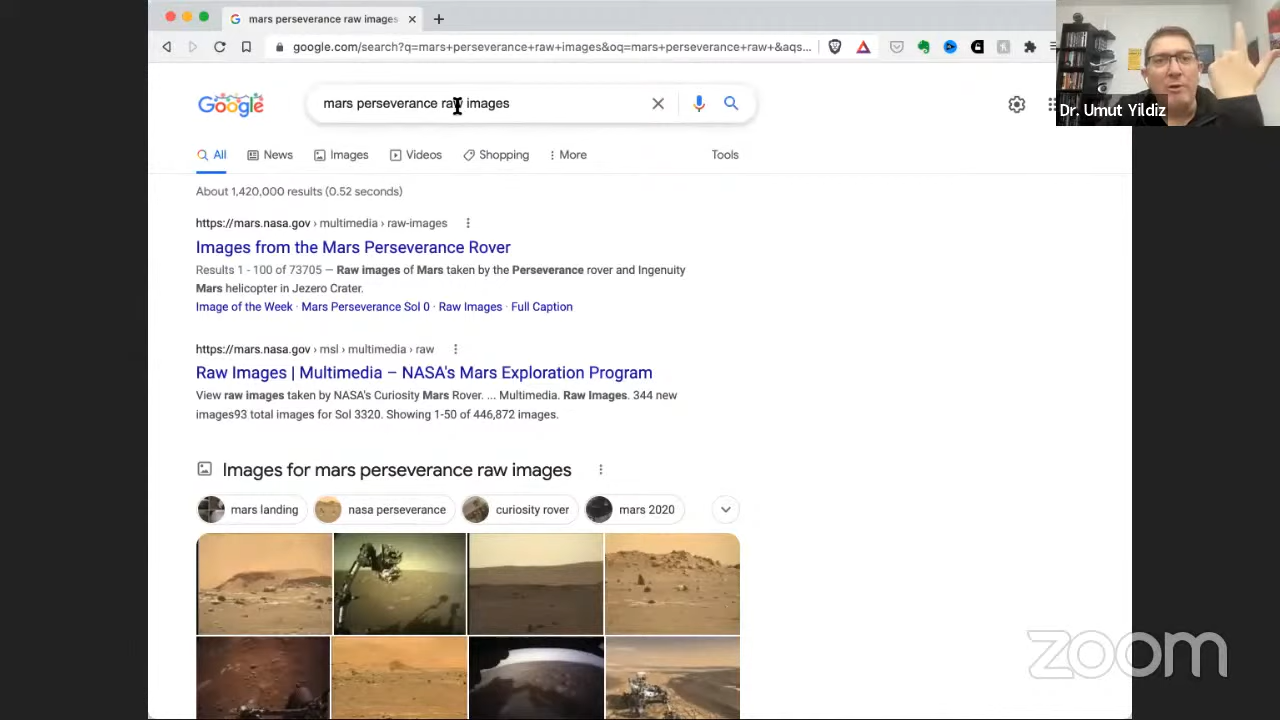 mars perseverance raw images
google.com/search?q=mars+perseverance+raw+images&oq=mars+perseverance+raw+&aqs...
Dr. Umut Yildiz
Google
mars perseverance raw images
All News Images Videos Shopping More Tools
About 1,420,000 results (0.52 seconds)
https://mars.nasa.gov › multimedia › raw-images
Images from the Mars Perseverance Rover
Results 1 - 100 of 73705 — Raw images of Mars taken by the Perseverance rover and Ingenuity
Mars helicopter in Jezero Crater.
Image of the Week · Mars Perseverance Sol 0 · Raw Images · Full Caption
https://mars.nasa.gov › msl › multimedia › raw
Raw Images | Multimedia – NASA's Mars Exploration Program
View raw images taken by NASA's Curiosity Mars Rover. ... Multimedia. Raw Images. 344 new
images93 total images for Sol 3320. Showing 1-50 of 446,872 images.
Images for mars perseverance raw images
mars landing nasa perseverance curiosity rover mars 2020
zoom